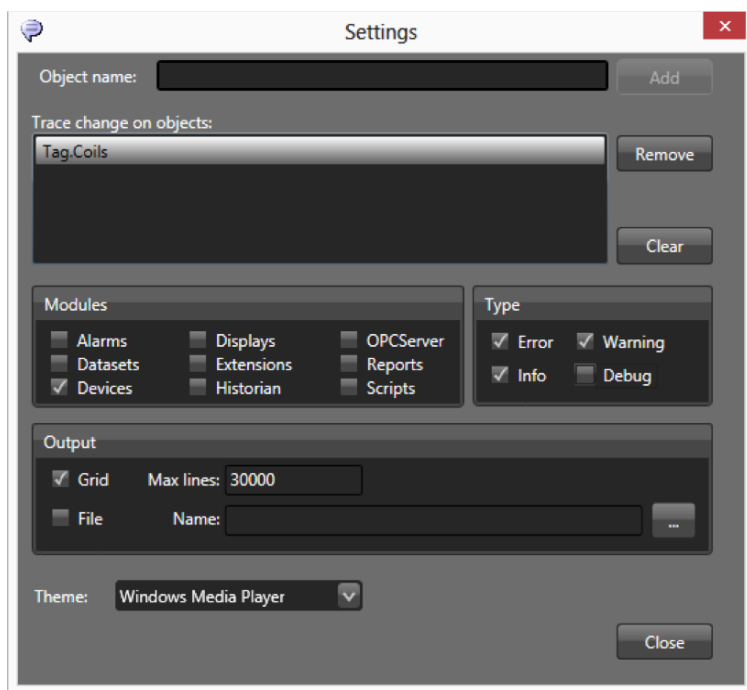 Settings
Object name:
Add
Trace change on objects:
Tag.Coils
Remove
Clear
Modules
Alarms Displays OPCServer
Datasets Extensions Reports
Devices Historian Scripts
Type
Error Warning
Info Debug
Output
Grid Max lines: 30000
File Name:
...
Theme: Windows Media Player
Close